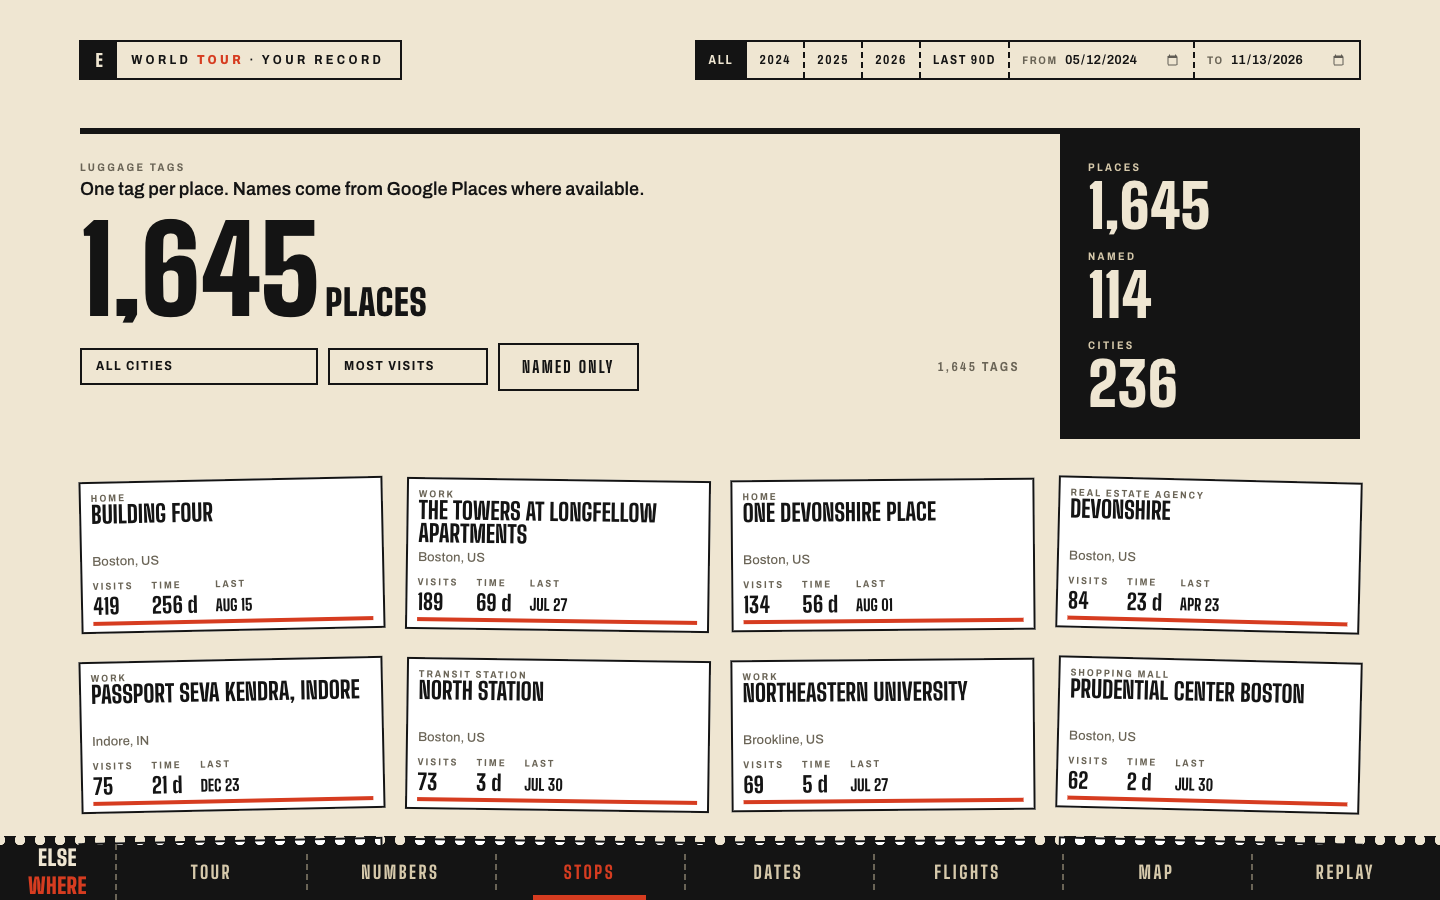 E WORLD TOUR · YOUR RECORD
ALL 2024 2025 2026 LAST 90D FROM 05/12/2024 TO 11/13/2026
LUGGAGE TAGS
One tag per place. Names come from Google Places where available.
1,645 PLACES
ALL CITIES MOST VISITS NAMED ONLY 1,645 TAGS
PLACES
1,645
NAMED
114
CITIES
236
HOME
BUILDING FOUR
Boston, US
VISITS TIME LAST
419 256 d AUG 15
WORK
THE TOWERS AT LONGFELLOW
APARTMENTS
Boston, US
VISITS TIME LAST
189 69 d JUL 27
HOME
ONE DEVONSHIRE PLACE
Boston, US
VISITS TIME LAST
134 56 d AUG 01
REAL ESTATE AGENCY
DEVONSHIRE
Boston, US
VISITS TIME LAST
84 23 d APR 23
WORK
PASSPORT SEVA KENDRA, INDORE
Indore, IN
VISITS TIME LAST
75 21 d DEC 23
TRANSIT STATION
NORTH STATION
Boston, US
VISITS TIME LAST
73 3 d JUL 30
WORK
NORTHEASTERN UNIVERSITY
Brookline, US
VISITS TIME LAST
69 5 d JUL 27
SHOPPING MALL
PRUDENTIAL CENTER BOSTON
Boston, US
VISITS TIME LAST
62 2 d JUL 30
ELSE
WHERE
TOUR NUMBERS STOPS DATES FLIGHTS MAP REPLAY